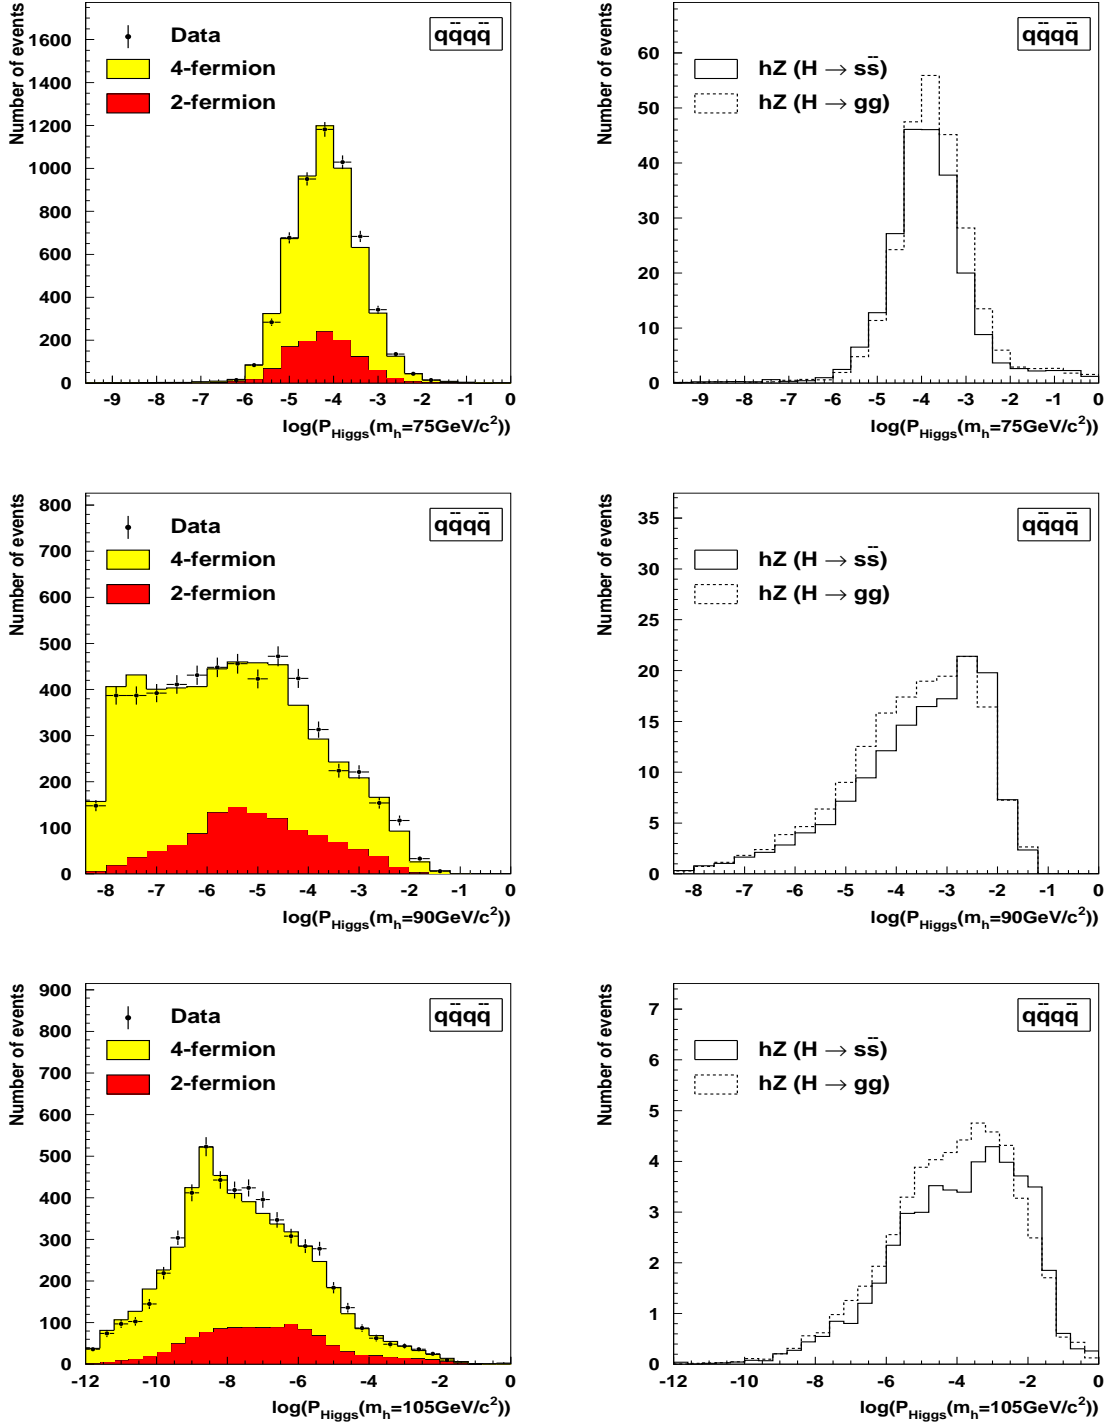 Number of events
1600
1400
1200
1000
800
600
400
200
0
Data
4-fermion
2-fermion
qq̄qq̄
-9 -8 -7 -6 -5 -4 -3 -2 -1 0
log(P_Higgs(m_h=75GeV/c²))
Number of events
60
50
40
30
20
10
0
hZ (H → ss̄)
hZ (H → gg)
qq̄qq̄
-9 -8 -7 -6 -5 -4 -3 -2 -1 0
log(P_Higgs(m_h=75GeV/c²))
Number of events
800
700
600
500
400
300
200
100
0
Data
4-fermion
2-fermion
qq̄qq̄
-8 -7 -6 -5 -4 -3 -2 -1 0
log(P_Higgs(m_h=90GeV/c²))
Number of events
35
30
25
20
15
10
5
0
hZ (H → ss̄)
hZ (H → gg)
qq̄qq̄
-8 -7 -6 -5 -4 -3 -2 -1 0
log(P_Higgs(m_h=90GeV/c²))
Number of events
900
800
700
600
500
400
300
200
100
0
Data
4-fermion
2-fermion
qq̄qq̄
-12 -10 -8 -6 -4 -2 0
log(P_Higgs(m_h=105GeV/c²))
Number of events
7
6
5
4
3
2
1
0
hZ (H → ss̄)
hZ (H → gg)
qq̄qq̄
-12 -10 -8 -6 -4 -2 0
log(P_Higgs(m_h=105GeV/c²))